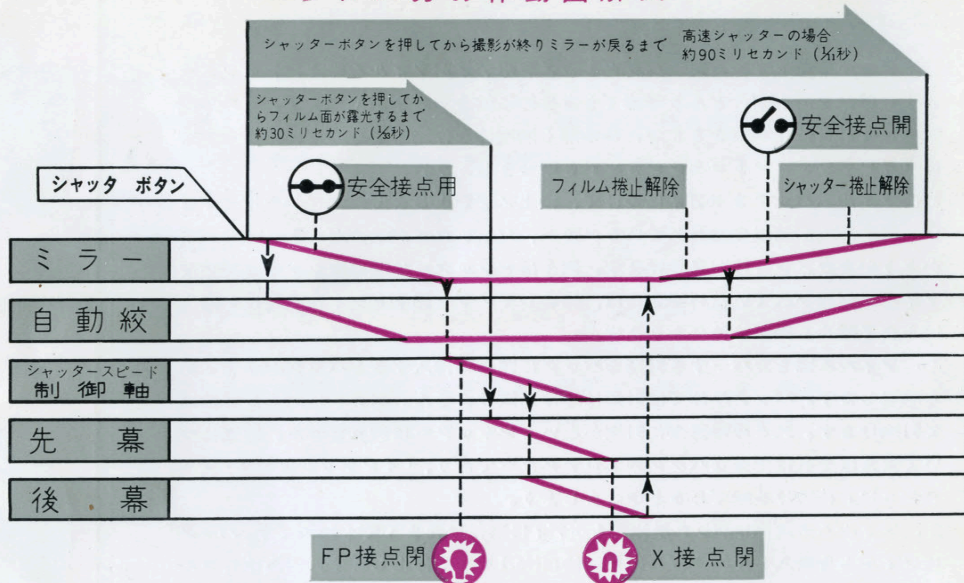 シャッターボタンを押してから撮影が終りミラーが戻るまで
高速シャッターの場合
約90ミリセカンド (1/11秒)
シャッターボタンを押してか
らフィルム面が露光するまで
約30ミリセカンド (1/33秒)
安全接点開
シャッタ ボタン
安全接点用
フィルム捲止解除
シャッター捲止解除
ミラー
自動絞
シャッタースピード
制御軸
先幕
後幕
FP接点閉
X接点閉